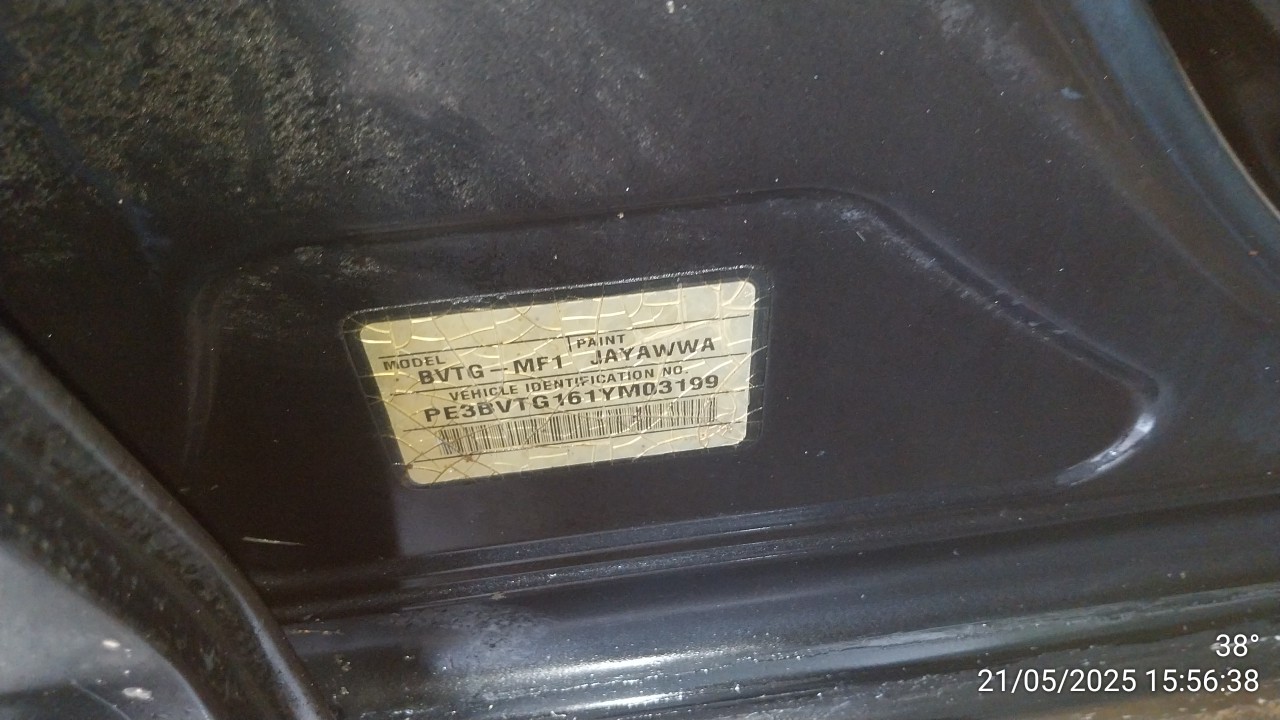 MODEL PAINT
BVTG-MF1 JAYAWWA
VEHICLE IDENTIFICATION NO.
PE3BVTG161YM03199
38°
21/05/2025 15:56:38